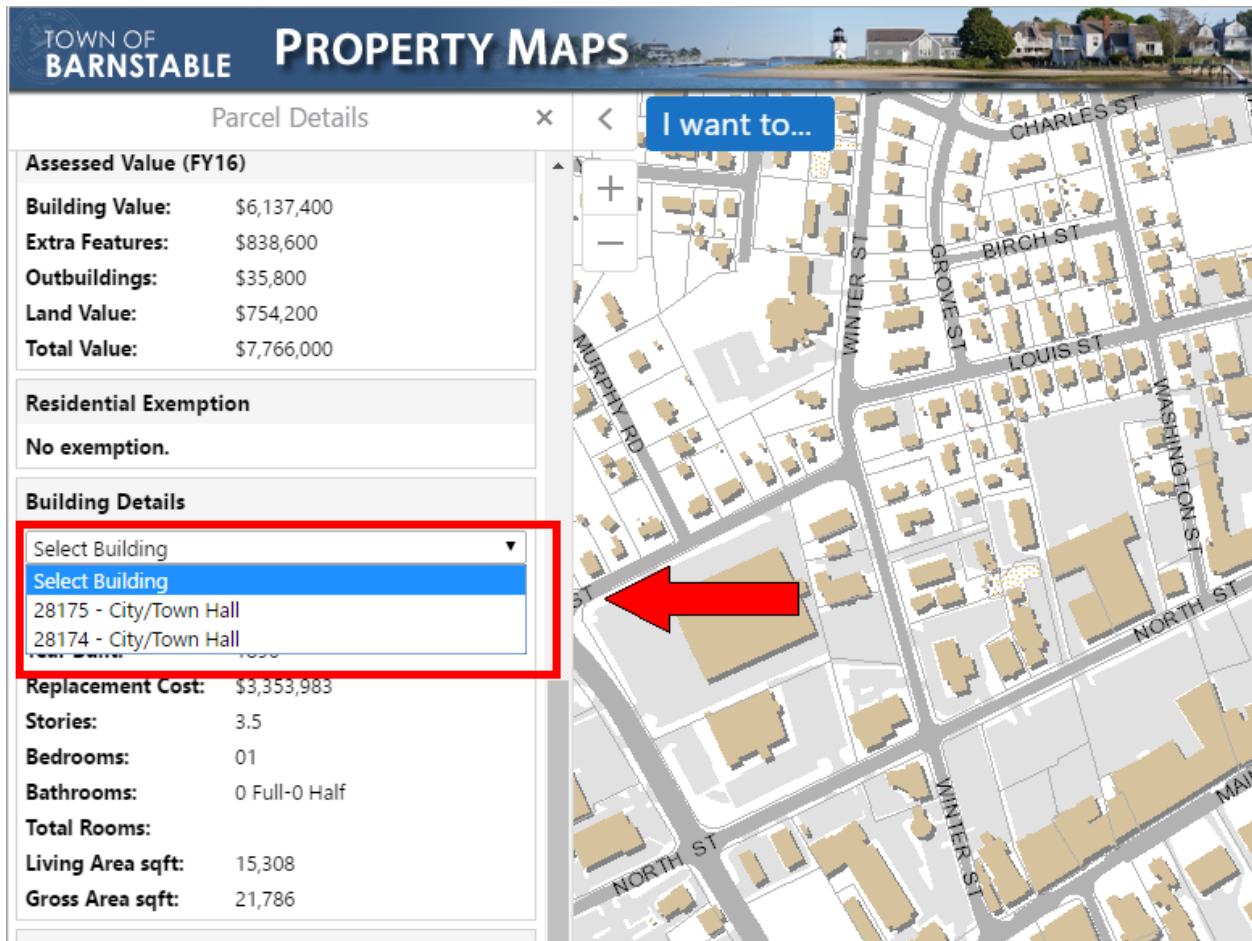 TOWN OF
BARNSTABLE
PROPERTY MAPS
Parcel Details
×
<
I want to...
+
−
Assessed Value (FY16)
Building Value: $6,137,400
Extra Features: $838,600
Outbuildings: $35,800
Land Value: $754,200
Total Value: $7,766,000
Residential Exemption
No exemption.
Building Details
Select Building
Select Building
28175 - City/Town Hall
28174 - City/Town Hall
Replacement Cost: $3,353,983
Stories: 3.5
Bedrooms: 01
Bathrooms: 0 Full-0 Half
Total Rooms:
Living Area sqft: 15,308
Gross Area sqft: 21,786
CHARLES ST
BIRCH ST
WINTER ST
GROVE ST
LOUIS ST
MURPHY RD
WASHINGTON ST
ST
NORTH ST
WINTER ST
NORTH ST